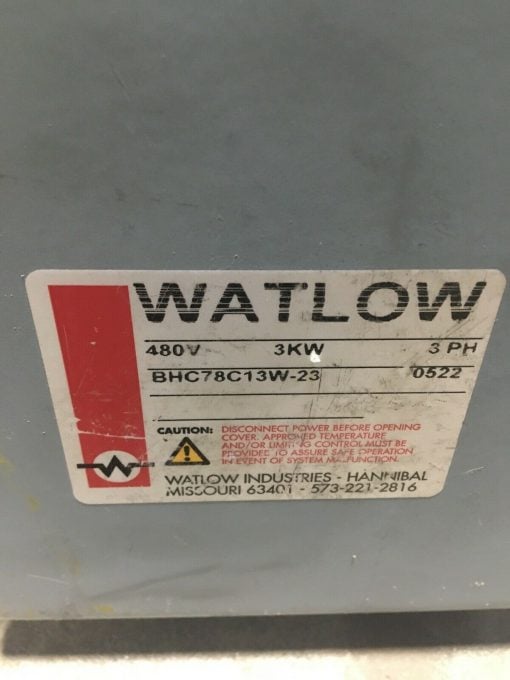 WATLOW
480V 3KW 3 PH
BHC78C13W-23 0522
CAUTION: DISCONNECT POWER BEFORE OPENING
COVER. APPROVED TEMPERATURE
AND/OR LIMITING CONTROL MUST BE
PROVIDED TO ASSURE SAFE OPERATION
IN EVENT OF SYSTEM MALFUNCTION.
WATLOW INDUSTRIES - HANNIBAL
MISSOURI 63401 - 573-221-2816